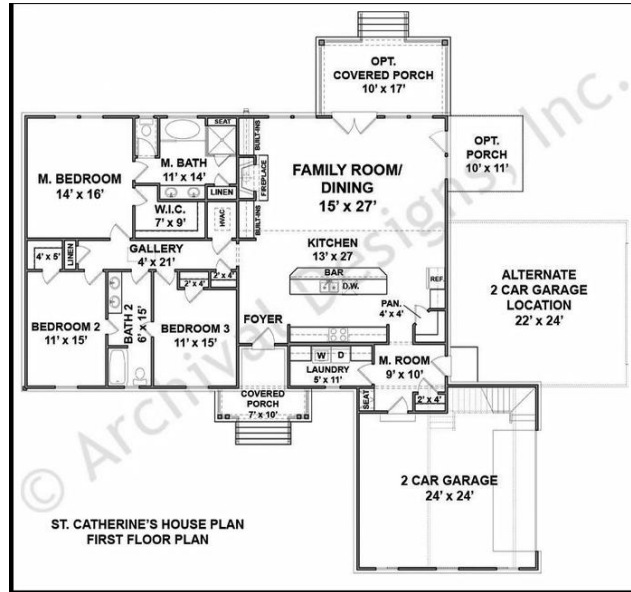 OPT.
COVERED PORCH
10' x 17'
SEAT
M. BATH
11' x 14'
BUILT-INS
M. BEDROOM
14' x 16'
FAMILY ROOM/
DINING
15' x 27'
OPT.
PORCH
10' x 11'
FIREPLACE
LINEN
W.I.C.
7' x 9'
HVAC
BUILT-INS
GALLERY
4' x 21'
KITCHEN
13' x 27
LINEN
4' x 5'
2' x 4'
2' x 4'
BAR
D.W.
REF.
ALTERNATE
2 CAR GARAGE
LOCATION
22' x 24'
PAN.
4' x 4'
BEDROOM 2
11' x 15'
BATH 2
6' x 15'
BEDROOM 3
11' x 15'
FOYER
W D
LAUNDRY
5' x 11'
M. ROOM
9' x 10'
COVERED
PORCH
7' x 10'
SEAT
2' x 4'
2 CAR GARAGE
24' x 24'
ST. CATHERINE'S HOUSE PLAN
FIRST FLOOR PLAN
© Archival Designs, Inc.